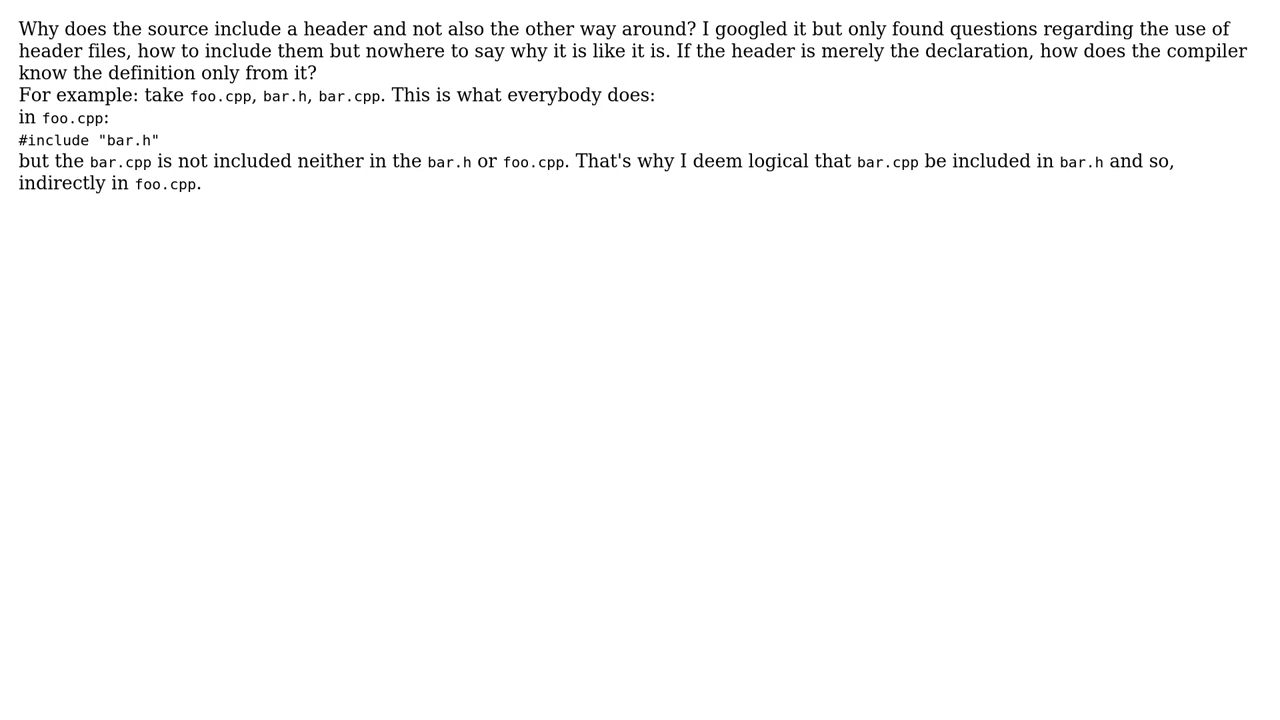 Why does the source include a header and not also the other way around? I googled it but only found questions regarding the use of
header files, how to include them but nowhere to say why it is like it is. If the header is merely the declaration, how does the compiler
know the definition only from it?
For example: take foo.cpp, bar.h, bar.cpp. This is what everybody does:
in foo.cpp:
#include "bar.h"
but the bar.cpp is not included neither in the bar.h or foo.cpp. That's why I deem logical that bar.cpp be included in bar.h and so,
indirectly in foo.cpp.